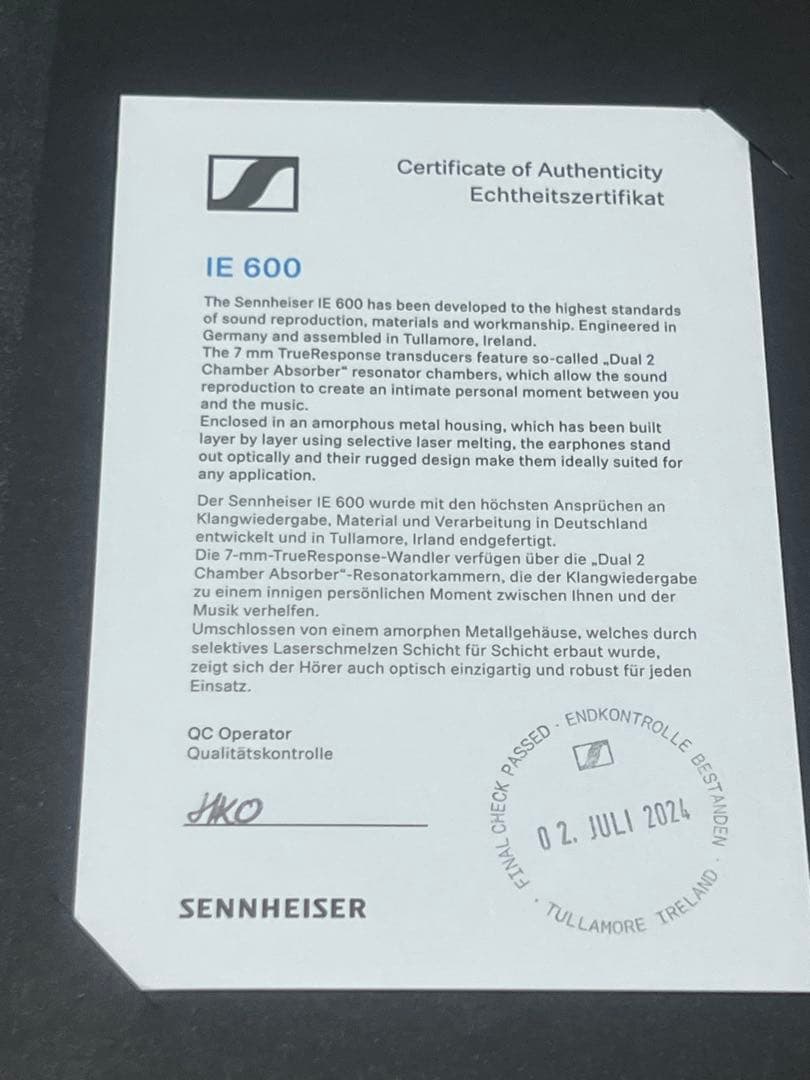 Certificate of Authenticity
Echtheitszertifikat
IE 600
The Sennheiser IE 600 has been developed to the highest standards
of sound reproduction, materials and workmanship. Engineered in
Germany and assembled in Tullamore, Ireland.
The 7 mm TrueResponse transducers feature so-called „Dual 2
Chamber Absorber“ resonator chambers, which allow the sound
reproduction to create an intimate personal moment between you
and the music.
Enclosed in an amorphous metal housing, which has been built
layer by layer using selective laser melting, the earphones stand
out optically and their rugged design make them ideally suited for
any application.
Der Sennheiser IE 600 wurde mit den höchsten Ansprüchen an
Klangwiedergabe, Material und Verarbeitung in Deutschland
entwickelt und in Tullamore, Irland endgefertigt.
Die 7-mm-TrueResponse-Wandler verfügen über die „Dual 2
Chamber Absorber“-Resonatorkammern, die der Klangwiedergabe
zu einem innigen persönlichen Moment zwischen Ihnen und der
Musik verhelfen.
Umschlossen von einem amorphen Metallgehäuse, welches durch
selektives Laserschmelzen Schicht für Schicht erbaut wurde,
zeigt sich der Hörer auch optisch einzigartig und robust für jeden
Einsatz.
QC Operator
Qualitätskontrolle
HKO
FINAL CHECK PASSED · ENDKONTROLLE BESTANDEN ·
02. JULI 2024
· TULLAMORE IRELAND
SENNHEISER